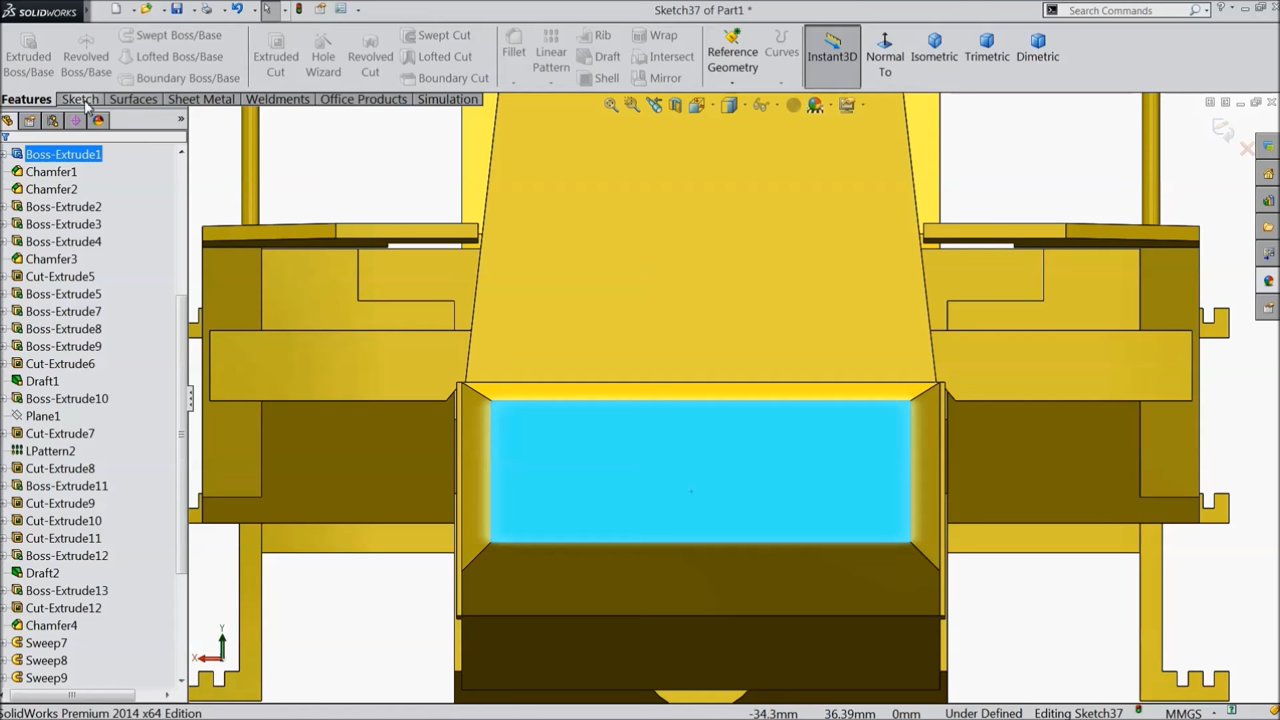 SOLIDWORKS
Sketch37 of Part1 *
Search Commands
Extruded Boss/Base
Revolved Boss/Base
Swept Boss/Base
Lofted Boss/Base
Boundary Boss/Base
Extruded Cut
Hole Wizard
Revolved Cut
Swept Cut
Lofted Cut
Boundary Cut
Fillet
Linear Pattern
Rib
Draft
Shell
Wrap
Intersect
Mirror
Reference Geometry
Curves
Instant3D
Normal To
Isometric
Trimetric
Dimetric
Features Sketch Surfaces Sheet Metal Weldments Office Products Simulation
Boss-Extrude1
Chamfer1
Chamfer2
Boss-Extrude2
Boss-Extrude3
Boss-Extrude4
Chamfer3
Cut-Extrude5
Boss-Extrude5
Boss-Extrude7
Boss-Extrude8
Boss-Extrude9
Cut-Extrude6
Draft1
Boss-Extrude10
Plane1
Cut-Extrude7
LPattern2
Cut-Extrude8
Boss-Extrude11
Cut-Extrude9
Cut-Extrude10
Cut-Extrude11
Boss-Extrude12
Draft2
Boss-Extrude13
Cut-Extrude12
Chamfer4
Sweep7
Sweep8
Sweep9
Y
X
SolidWorks Premium 2014 x64 Edition -34.3mm 36.39mm 0mm Under Defined Editing Sketch37 MMGS